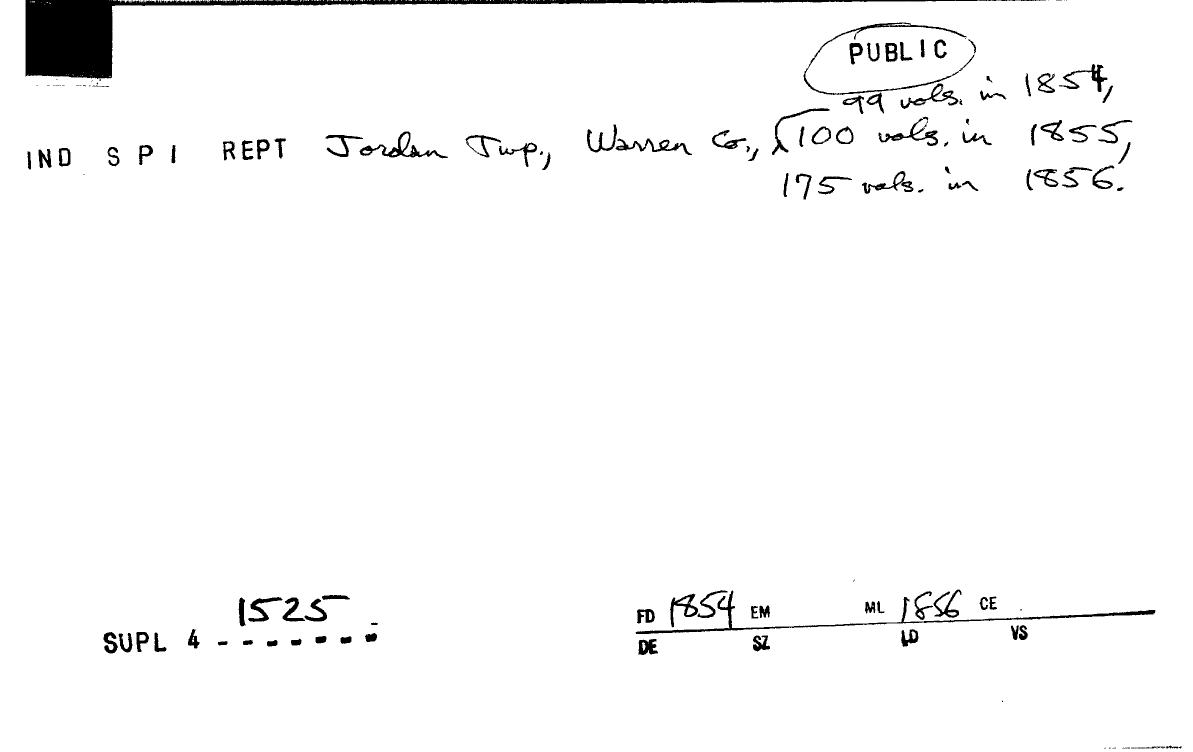 PUBLIC
99 vols. in 1854,
IND S P I REPT Jordan Twp., Warren Co., 100 vols. in 1855,
175 vols. in 1856.
1525
SUPL 4 - - - - - - -
FD 1854 EM ML 1856 CE
DE SZ LD VS